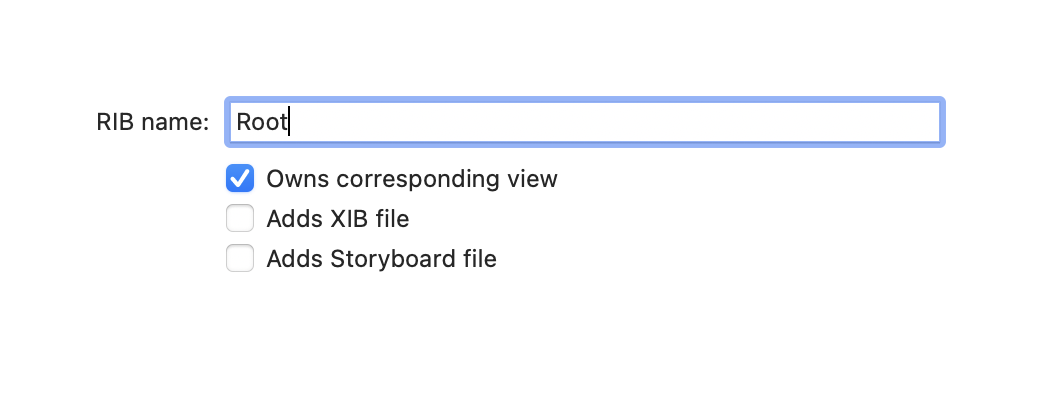 RIB name: Root
Owns corresponding view
Adds XIB file
Adds Storyboard file